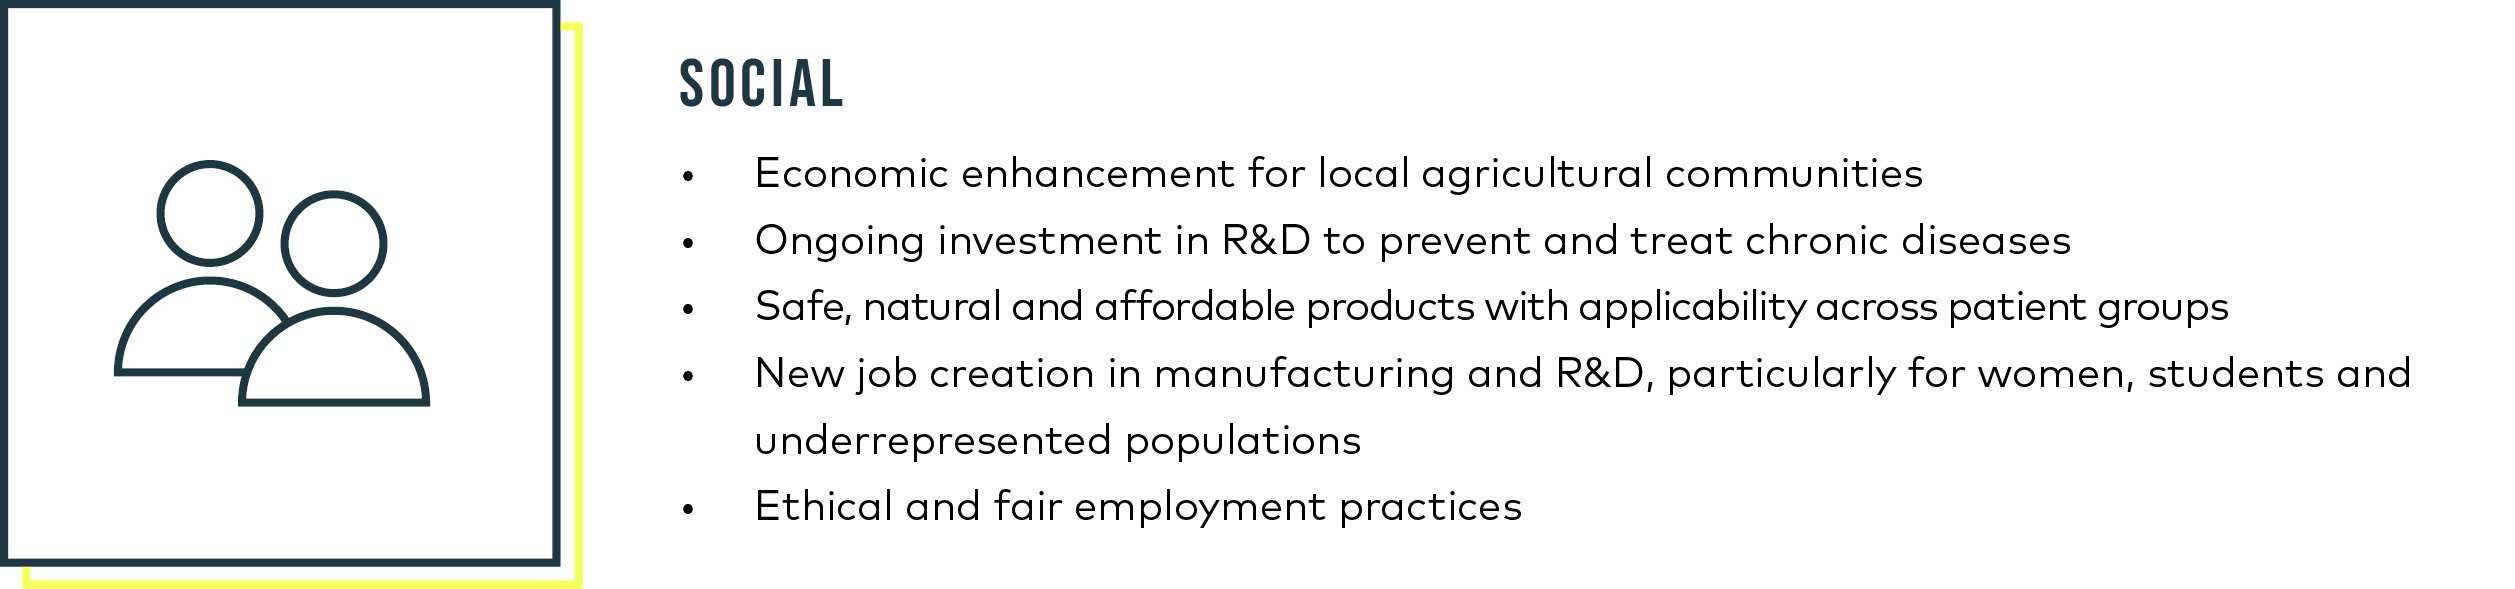 SOCIAL
• Economic enhancement for local agricultural communities
• Ongoing investment in R&D to prevent and treat chronic diseases
• Safe, natural and affordable products with applicability across patient groups
• New job creation in manufacturing and R&D, particularly for women, students and
underrepresented populations
• Ethical and fair employment practices